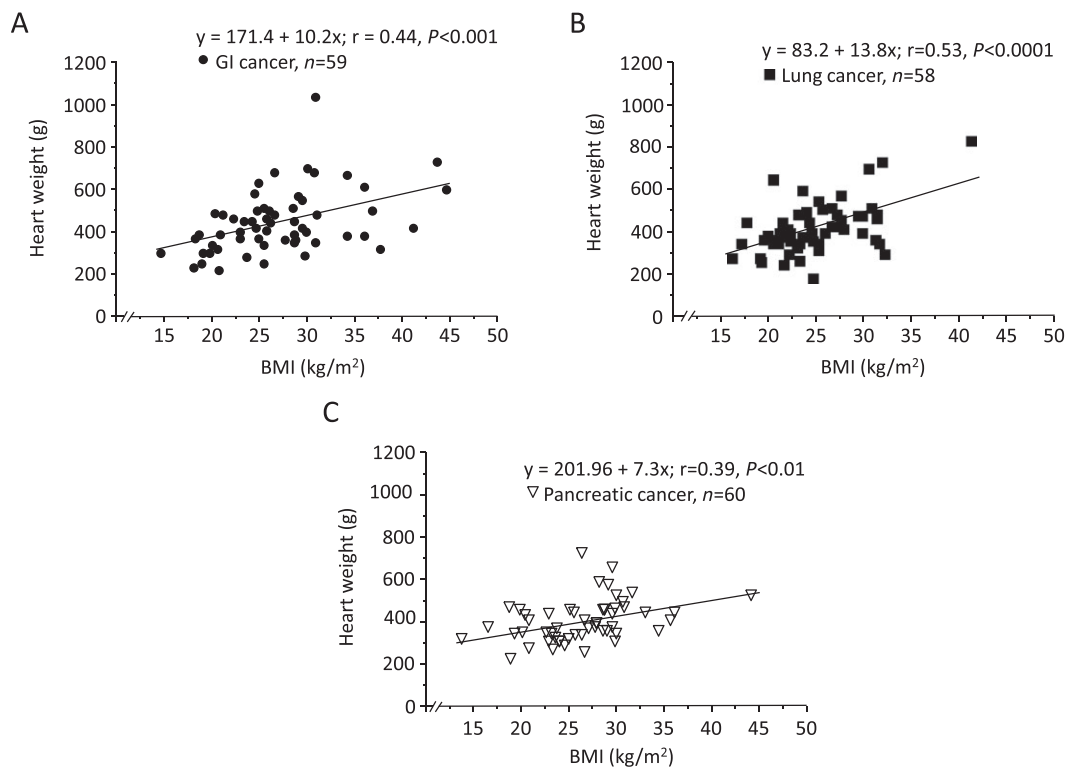 A
y = 171.4 + 10.2x; r = 0.44, P<0.001
GI cancer, n=59
1200
1000
800
600
400
200
0
Heart weight (g)
15 20 25 30 35 40 45 50
BMI (kg/m²)
B
y = 83.2 + 13.8x; r=0.53, P<0.0001
Lung cancer, n=58
1200
1000
800
600
400
200
0
Heart weight (g)
15 20 25 30 35 40 45 50
BMI (kg/m²)
C
y = 201.96 + 7.3x; r=0.39, P<0.01
Pancreatic cancer, n=60
1200
1000
800
600
400
200
0
Heart weight (g)
15 20 25 30 35 40 45 50
BMI (kg/m²)